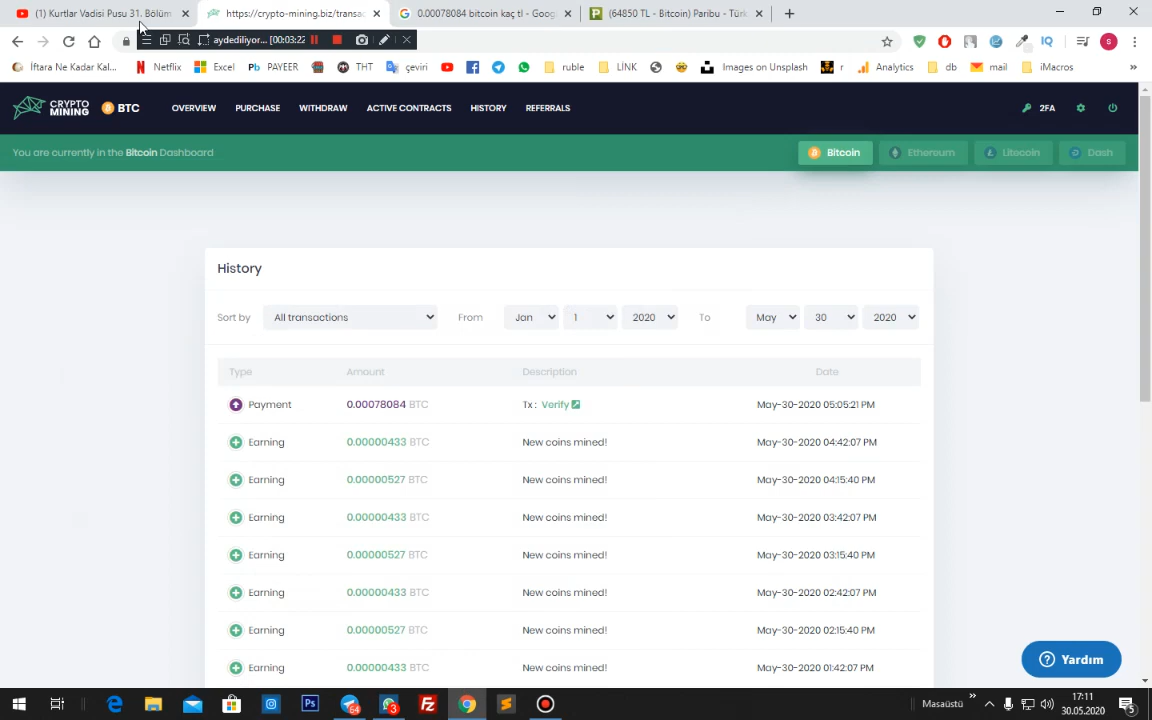 (1) Kurtlar Vadisi Pusu 31. Bölüm
https://crypto-mining.biz/transac
0.00078084 bitcoin kaç tl - Goog
(64850 TL - Bitcoin) Paribu - Türk
aydediliyor... [00:03:22]
İftara Ne Kadar Kal...
Netflix
Excel
PAYEER
THT
çeviri
ruble
LİNK
Images on Unsplash
r
Analytics
db
mail
iMacros
CRYPTO MINING
BTC
OVERVIEW
PURCHASE
WITHDRAW
ACTIVE CONTRACTS
HISTORY
REFERRALS
2FA
You are currently in the Bitcoin Dashboard
Bitcoin
Ethereum
Litecoin
Dash
History
Sort by All transactions From Jan 1 2020 To May 30 2020
Type Amount Description Date
Payment 0.00078084 BTC Tx : Verify May-30-2020 05:05:21 PM
Earning 0.00000433 BTC New coins mined! May-30-2020 04:42:07 PM
Earning 0.00000527 BTC New coins mined! May-30-2020 04:15:40 PM
Earning 0.00000433 BTC New coins mined! May-30-2020 03:42:07 PM
Earning 0.00000527 BTC New coins mined! May-30-2020 03:15:40 PM
Earning 0.00000433 BTC New coins mined! May-30-2020 02:42:07 PM
Earning 0.00000527 BTC New coins mined! May-30-2020 02:15:40 PM
Earning 0.00000433 BTC New coins mined! May-30-2020 01:42:07 PM
Yardım
Masaüstü
17:11
30.05.2020